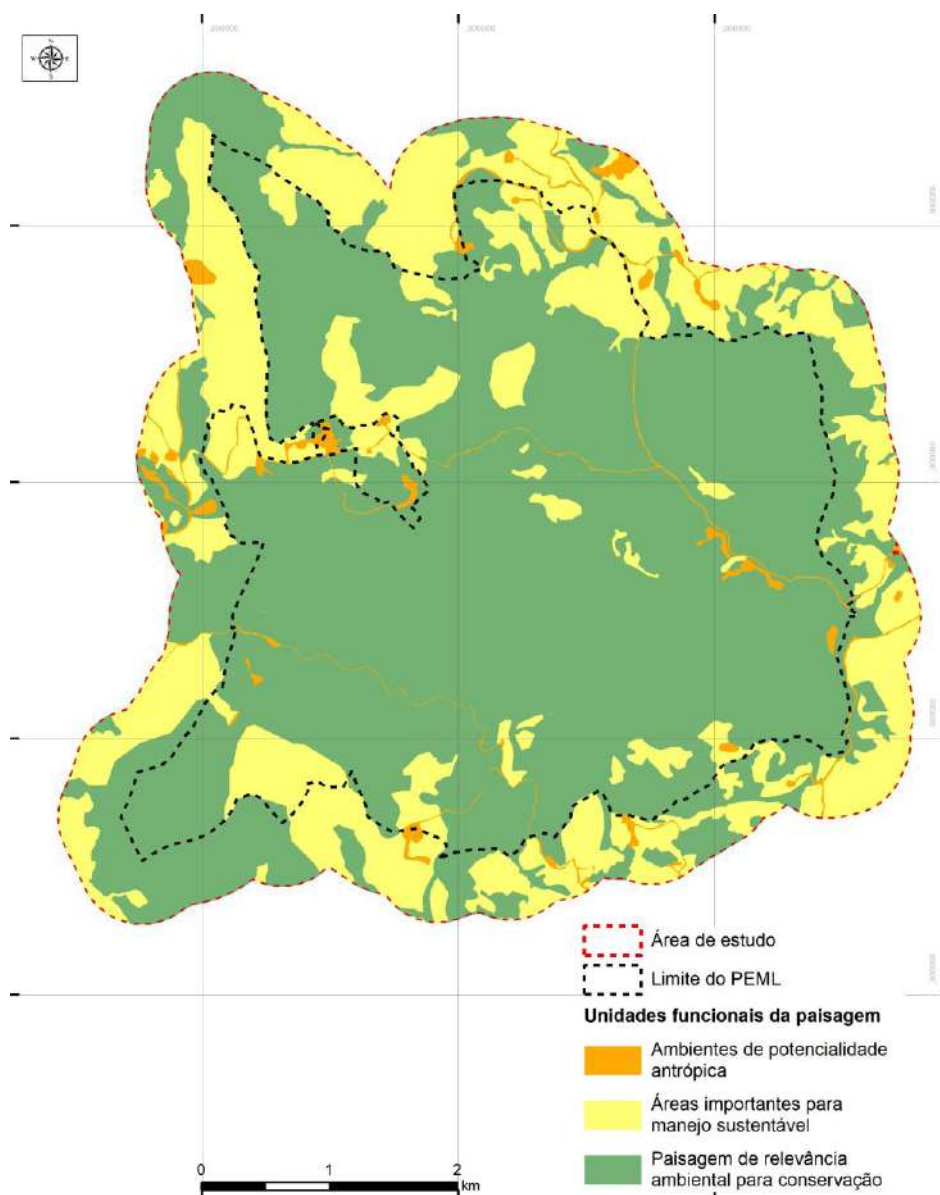 Área de estudo
Limite do PEML
Unidades funcionais da paisagem
Ambientes de potencialidade
antrópica
Áreas importantes para
manejo sustentável
Paisagem de relevância
ambiental para conservação
0 1 2
km